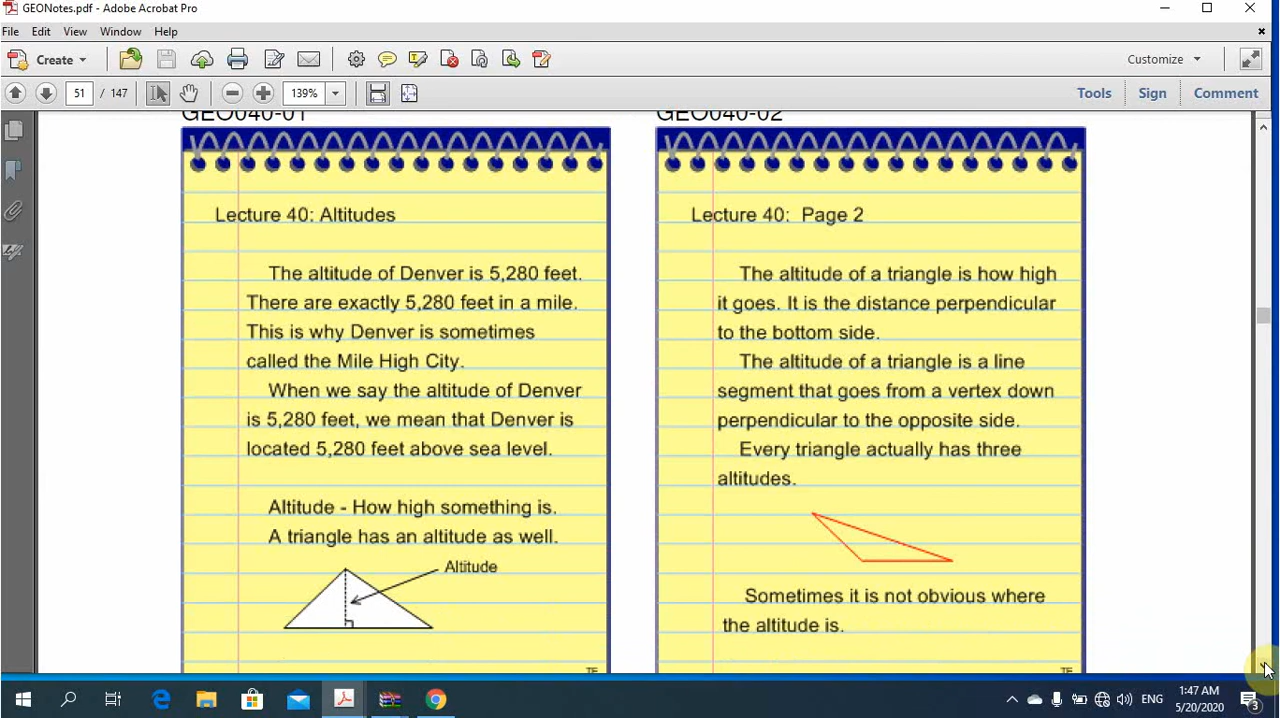 GEONotes.pdf - Adobe Acrobat Pro
File Edit View Window Help
Create
Customize
51 / 147
139%
Tools Sign Comment
GEO040-01
Lecture 40: Altitudes
The altitude of Denver is 5,280 feet.
There are exactly 5,280 feet in a mile.
This is why Denver is sometimes
called the Mile High City.
When we say the altitude of Denver
is 5,280 feet, we mean that Denver is
located 5,280 feet above sea level.
Altitude - How high something is.
A triangle has an altitude as well.
Altitude
TF
GEO040-02
Lecture 40: Page 2
The altitude of a triangle is how high
it goes. It is the distance perpendicular
to the bottom side.
The altitude of a triangle is a line
segment that goes from a vertex down
perpendicular to the opposite side.
Every triangle actually has three
altitudes.
Sometimes it is not obvious where
the altitude is.
TF
ENG
1:47 AM
5/20/2020
3